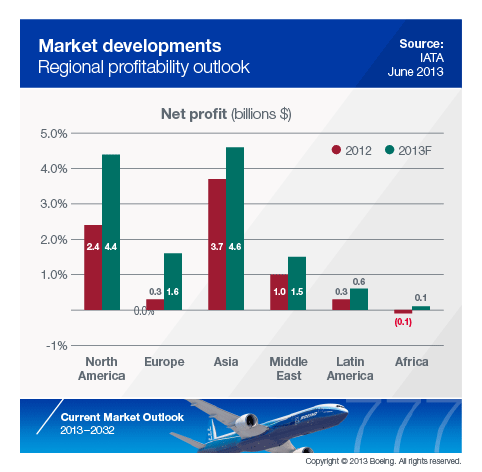 Market developments
Regional profitability outlook
Source:
IATA
June 2013
Net profit (billions $)
5.0%
4.0%
3.0%
2.0%
1.0%
0.0%
-1%
2012
2013F
2.4
4.4
0.3
1.6
3.7
4.6
1.0
1.5
0.3
0.6
(0.1)
0.1
North
America
Europe
Asia
Middle
East
Latin
America
Africa
Current Market Outlook
2013–2032
BOEING
777
Copyright © 2013 Boeing. All rights reserved.